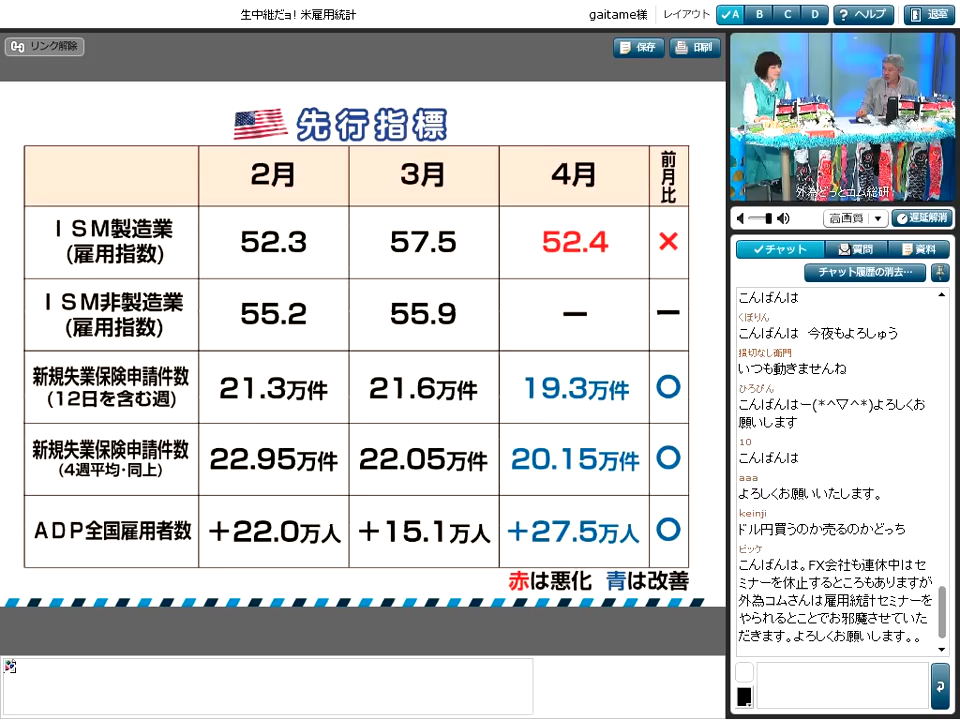 生中継だョ! 米雇用統計
gaitame様
レイアウト
A
B
C
D
? ヘルプ
退室
リンク解除
保存
印刷
先行指標
2月
3月
4月
前月比
ISM製造業
(雇用指数)
52.3
57.5
52.4
×
ISM非製造業
(雇用指数)
55.2
55.9
ー
ー
新規失業保険申請件数
(12日を含む週)
21.3万件
21.6万件
19.3万件
○
新規失業保険申請件数
(4週平均・同上)
22.95万件
22.05万件
20.15万件
○
ADP全国雇用者数
+22.0万人
+15.1万人
+27.5万人
○
赤は悪化 青は改善
外為どっとコム総研
高画質
遅延解消
チャット
質問
資料
チャット履歴の消去…
こんばんは
くぼりん
こんばんは 今夜もよろしゅう
損切なし衛門
いつも動きませんね
ひろぴん
こんばんはー(*^▽^*)よろしくお
願いします
10
こんばんは
aaa
よろしくお願いいたします。
keinji
ドル円買うのか売るのかどっち
ビッケ
こんばんは。FX会社も連休中はセ
ミナーを休止するところもありますが
外為コムさんは雇用統計セミナーを
やられるとことでお邪魔させていた
だきます。よろしくお願いします。。